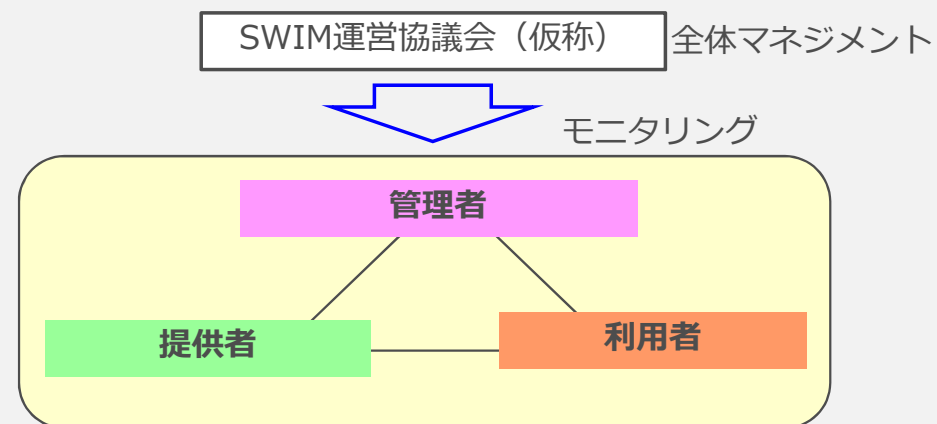 SWIM運営協議会（仮称）
全体マネジメント
モニタリング
管理者
提供者
利用者